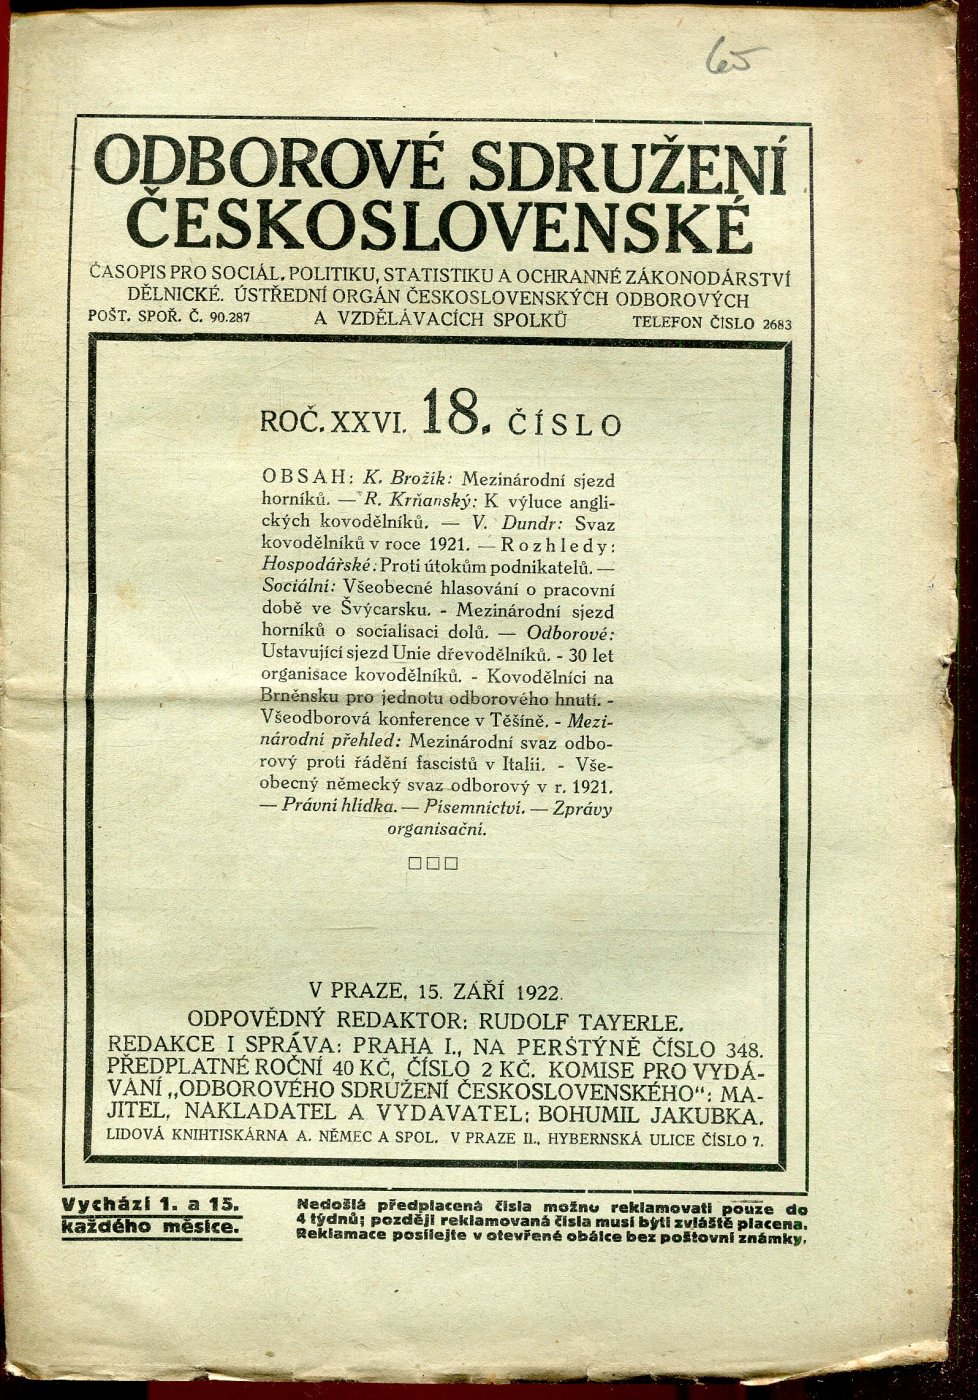 65
ODBOROVÉ SDRUŽENÍ
ČESKOSLOVENSKÉ
ČASOPIS PRO SOCIÁL. POLITIKU, STATISTIKU A OCHRANNÉ ZÁKONODÁRSTVÍ
DĚLNICKÉ. ÚSTŘEDNÍ ORGÁN ČESKOSLOVENSKÝCH ODBOROVÝCH
POŠT. SPOŘ. Č. 90.287 A VZDĚLÁVACÍCH SPOLKŮ TELEFON ČÍSLO 2683
ROČ. XXVI. 18. ČÍSLO
OBSAH: K. Brožík: Mezinárodní sjezd
horníků. — R. Krňanský: K výluce angli-
ckých kovodělníků. — V. Dundr: Svaz
kovodělníků v roce 1921. — Rozhledy:
Hospodářské: Proti útokům podnikatelů. —
Sociální: Všeobecné hlasování o pracovní
době ve Švýcarsku. - Mezinárodní sjezd
horníků o socialisaci dolů. — Odborové:
Ustavující sjezd Unie dřevodělníků. - 30 let
organisace kovodělníků. - Kovodělníci na
Brněnsku pro jednotu odborového hnutí. -
Všeodborová konference v Těšíně. - Mezi-
národní přehled: Mezinárodní svaz odbo-
rový proti řádění fascistů v Italii. - Vše-
obecný německý svaz odborový v r. 1921.
— Právní hlídka. — Písemnictví. — Zprávy
organisační.
V PRAZE, 15. ZÁŘÍ 1922.
ODPOVĚDNÝ REDAKTOR: RUDOLF TAYERLE.
REDAKCE I SPRÁVA: PRAHA I., NA PERŠTÝNĚ ČÍSLO 348.
PŘEDPLATNÉ ROČNÍ 40 KČ, ČÍSLO 2 KČ. KOMISE PRO VYDÁ-
VÁNÍ „ODBOROVÉHO SDRUŽENÍ ČESKOSLOVENSKÉHO“: MA-
JITEL, NAKLADATEL A VYDAVATEL: BOHUMIL JAKUBKA.
LIDOVÁ KNIHTISKÁRNA A. NĚMEC A SPOL. V PRAZE II., HYBERNSKÁ ULICE ČÍSLO 7.
Vychází 1. a 15.
každého měsíce.
Nedošlá předplacená čísla možno reklamovati pouze do
4 týdnů; později reklamovaná čísla musí býti zvláště placena.
Reklamace posílejte v otevřené obálce bez poštovní známky.